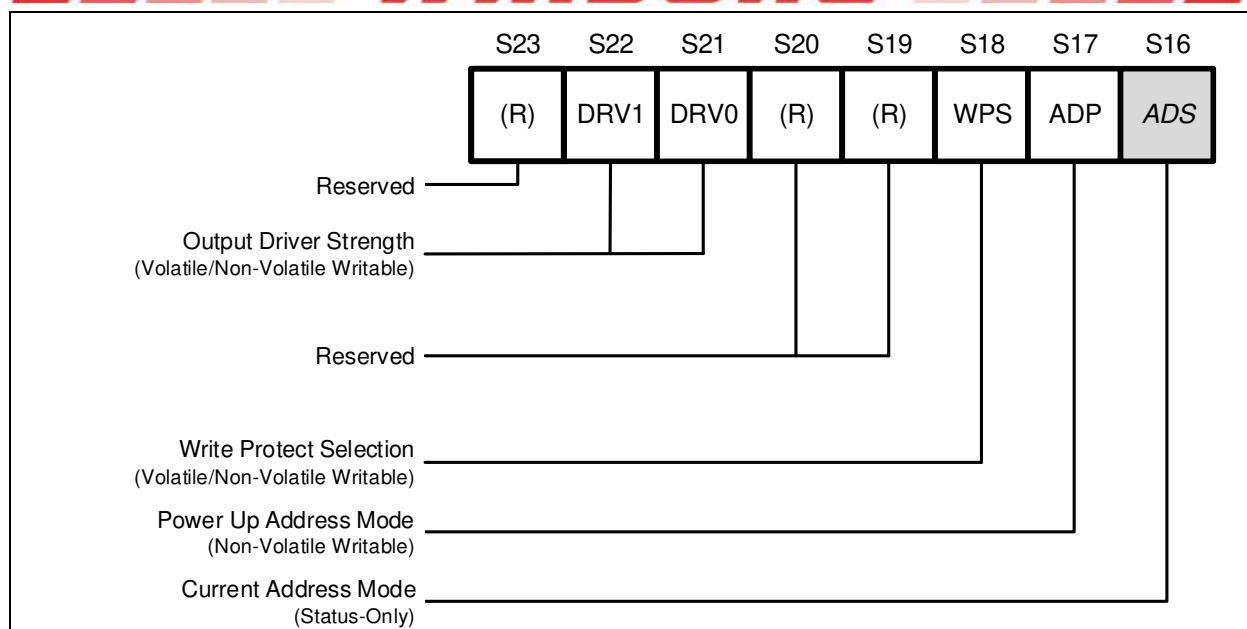 S23 S22 S21 S20 S19 S18 S17 S16
(R) DRV1 DRV0 (R) (R) WPS ADP ADS
Reserved
Output Driver Strength
(Volatile/Non-Volatile Writable)
Reserved
Write Protect Selection
(Volatile/Non-Volatile Writable)
Power Up Address Mode
(Non-Volatile Writable)
Current Address Mode
(Status-Only)